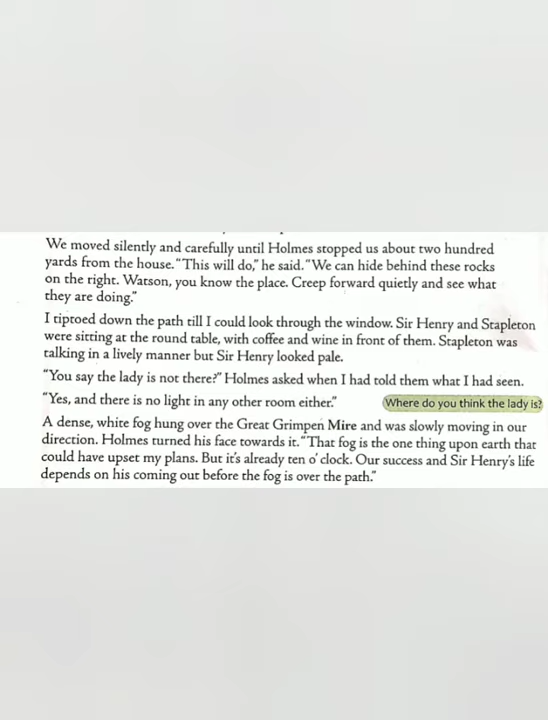 We moved silently and carefully until Holmes stopped us about two hundred
yards from the house. "This will do," he said. "We can hide behind these rocks
on the right. Watson, you know the place. Creep forward quietly and see what
they are doing."
I tiptoed down the path till I could look through the window. Sir Henry and Stapleton
were sitting at the round table, with coffee and wine in front of them. Stapleton was
talking in a lively manner but Sir Henry looked pale.
"You say the lady is not there?" Holmes asked when I had told them what I had seen.
"Yes, and there is no light in any other room either."
Where do you think the lady is?
A dense, white fog hung over the Great Grimpen Mire and was slowly moving in our
direction. Holmes turned his face towards it. "That fog is the one thing upon earth that
could have upset my plans. But it's already ten o' clock. Our success and Sir Henry's life
depends on his coming out before the fog is over the path."